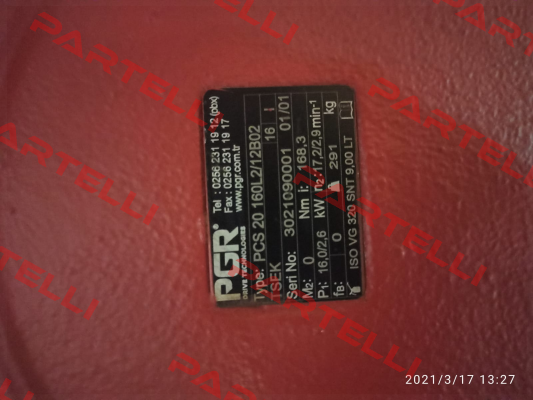 PGR®
DRIVE TECHNOLOGIES
Tel : 0256 231 19 12 (pbx)
Fax : 0256 231 19 17
www.pgr.com.tr
Type: PCS 20 160L2/12B02
TSEK 16
Seri No: 3021090001 01/01
M2: 0 Nm i: 168,3
P1: 16,0/2,6 kW n2: 17,2/2,9 min-1
fB: 0 291 kg
ISO VG 320 SNT 9,00 LT
PARTELLI
PARTELLI
PARTELLI
PARTELLI
PARTELLI
PARTELLI
2021/3/17 13:27